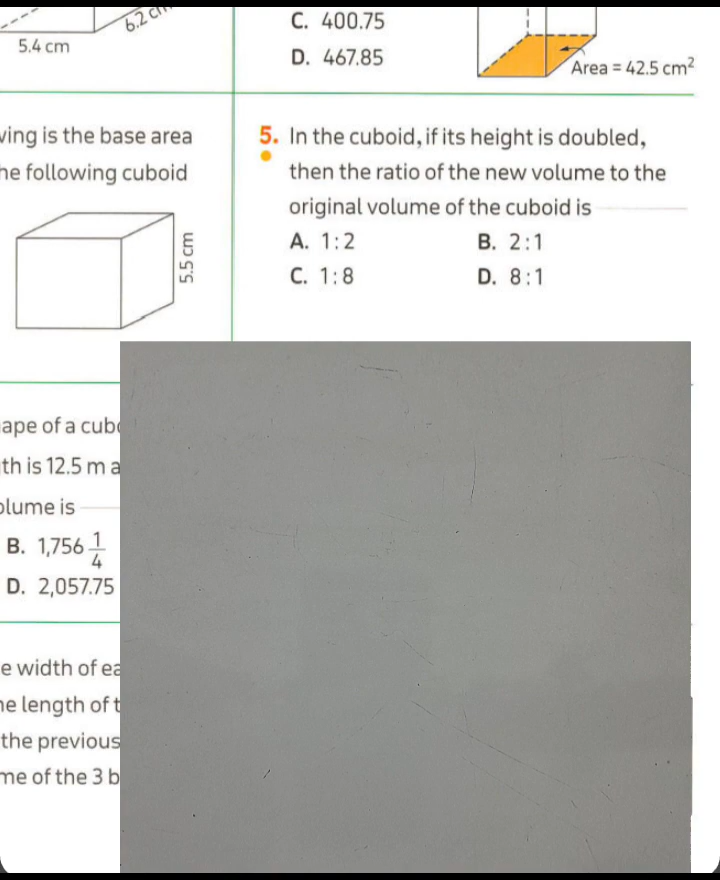 6.2 cm
5.4 cm
C. 400.75
D. 467.85
Area = 42.5 cm²
ving is the base area
he following cuboid
5.5 cm
5. In the cuboid, if its height is doubled,
then the ratio of the new volume to the
original volume of the cuboid is
A. 1:2 B. 2:1
C. 1:8 D. 8:1
ape of a cubo
th is 12.5 m a
olume is
B. 1,756 1/4
D. 2,057.75
e width of ea
he length of t
the previous
me of the 3 b